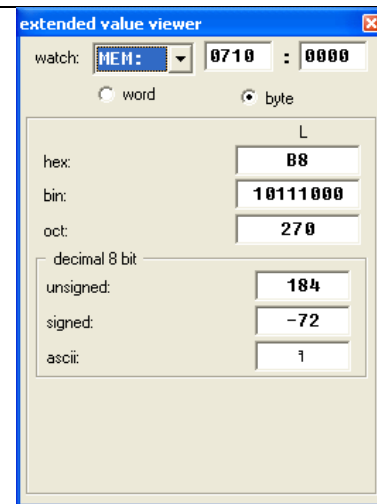 extended value viewer
watch: MEM: 0710 : 0000
word byte
L
hex: B8
bin: 10111000
oct: 270
decimal 8 bit
unsigned: 184
signed: -72
ascii: